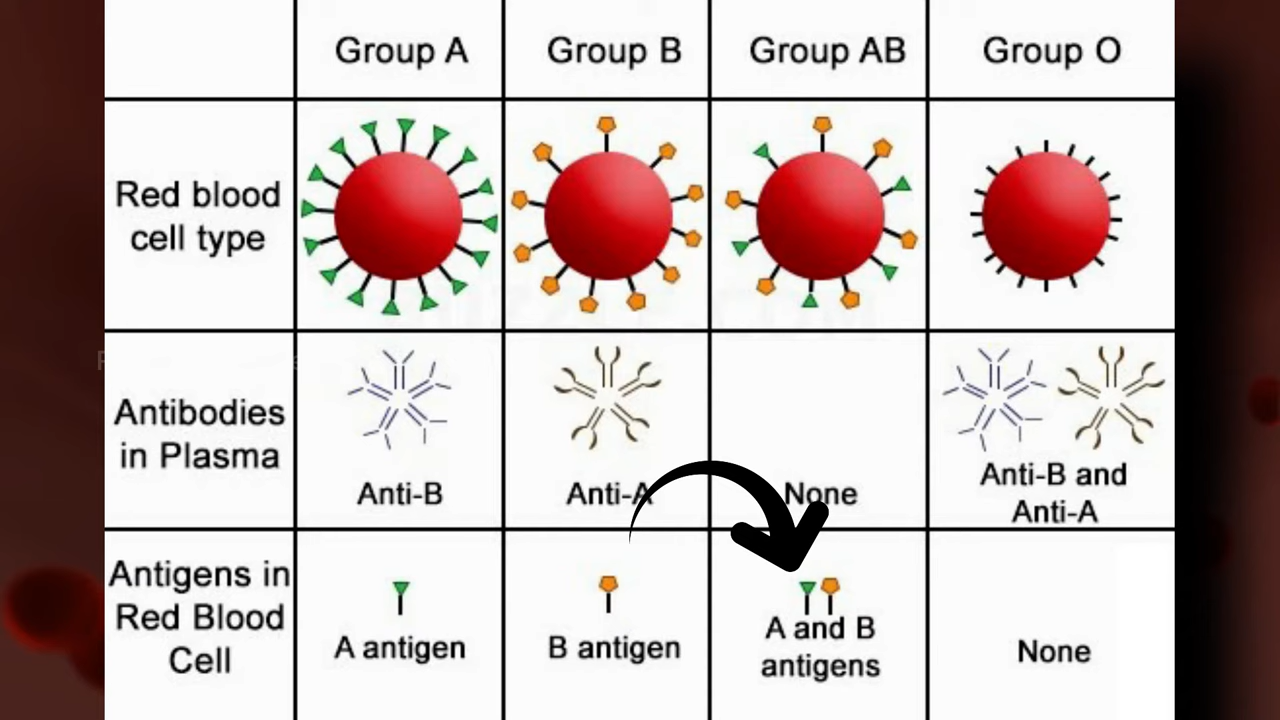 Group A
Group B
Group AB
Group O
Red blood
cell type
Antibodies
in Plasma
Anti-B
Anti-A
None
Anti-B and
Anti-A
Antigens in
Red Blood
Cell
A antigen
B antigen
A and B
antigens
None